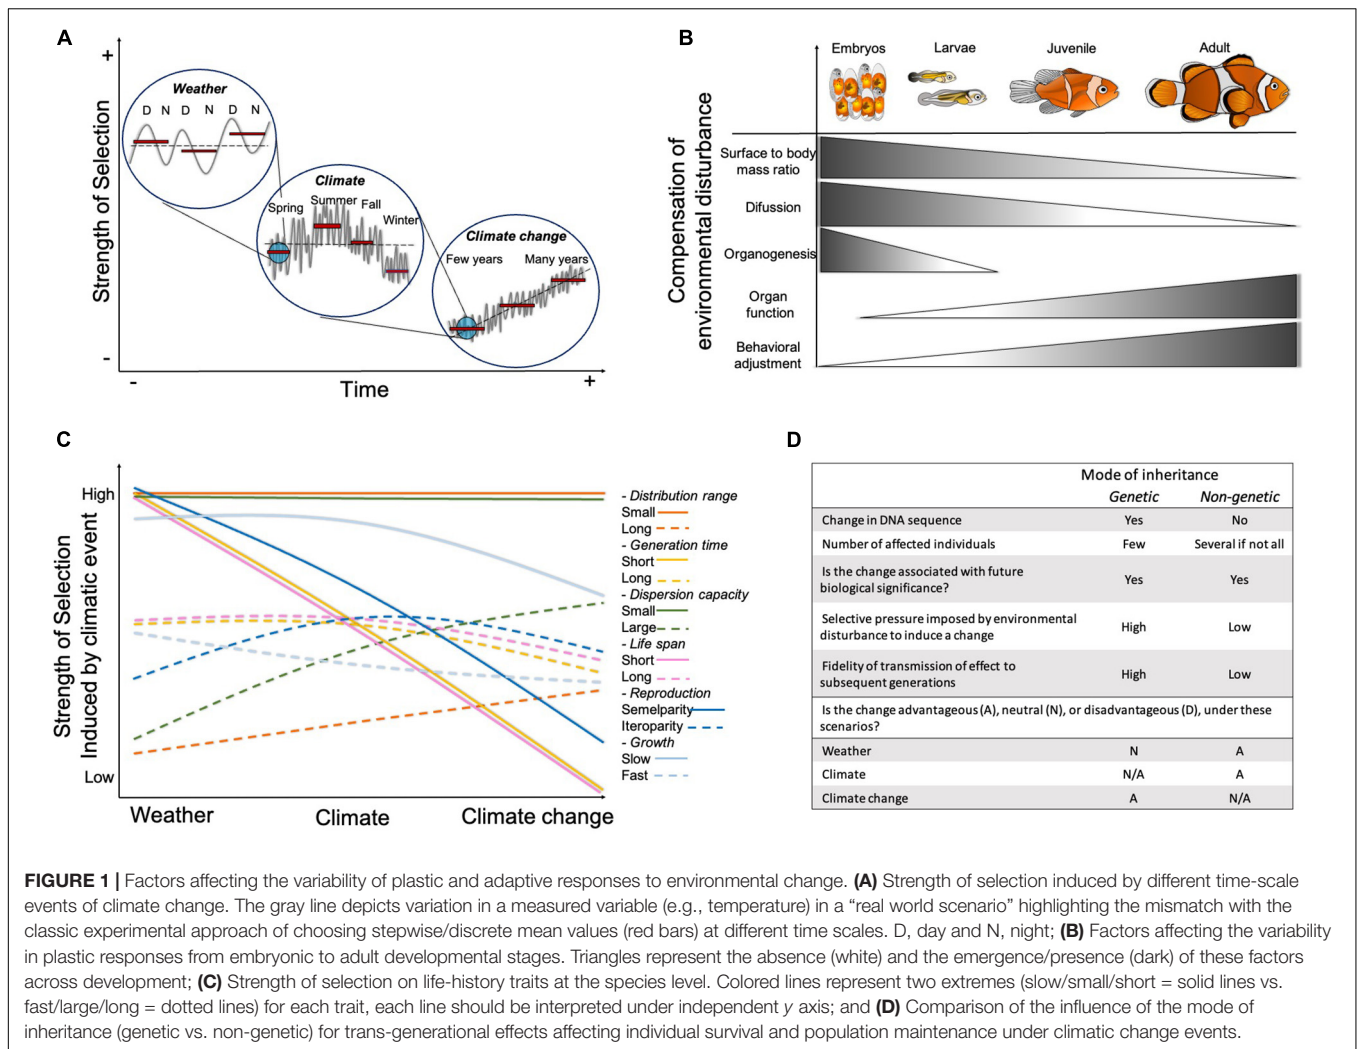 A
+
Strength of Selection
-
Weather
D N D N D N
Climate
Spring
Summer
Fall
Winter
Climate change
Few years
Many years
-
Time
+
B
Compensation of
environmental disturbance
Embryos
Larvae
Juvenile
Adult
Surface to body
mass ratio
Difussion
Organogenesis
Organ
function
Behavioral
adjustment
C
High
Strength of Selection
Induced by climatic event
Low
Weather
Climate
Climate change
- Distribution range
Small
Long
- Generation time
Short
Long
- Dispersion capacity
Small
Large
- Life span
Short
Long
- Reproduction
Semelparity
Iteroparity
- Growth
Slow
Fast
D
Mode of inheritance
Genetic Non-genetic
Change in DNA sequence Yes No
Number of affected individuals Few Several if not all
Is the change associated with future
biological significance? Yes Yes
Selective pressure imposed by environmental
disturbance to induce a change High Low
Fidelity of transmission of effect to
subsequent generations High Low
Is the change advantageous (A), neutral (N), or disadvantageous (D), under these
scenarios?
Weather N A
Climate N/A A
Climate change A N/A
FIGURE 1 | Factors affecting the variability of plastic and adaptive responses to environmental change. (A) Strength of selection induced by different time-scale
events of climate change. The gray line depicts variation in a measured variable (e.g., temperature) in a “real world scenario” highlighting the mismatch with the
classic experimental approach of choosing stepwise/discrete mean values (red bars) at different time scales. D, day and N, night; (B) Factors affecting the variability
in plastic responses from embryonic to adult developmental stages. Triangles represent the absence (white) and the emergence/presence (dark) of these factors
across development; (C) Strength of selection on life-history traits at the species level. Colored lines represent two extremes (slow/small/short = solid lines vs.
fast/large/long = dotted lines) for each trait, each line should be interpreted under independent y axis; and (D) Comparison of the influence of the mode of
inheritance (genetic vs. non-genetic) for trans-generational effects affecting individual survival and population maintenance under climatic change events.